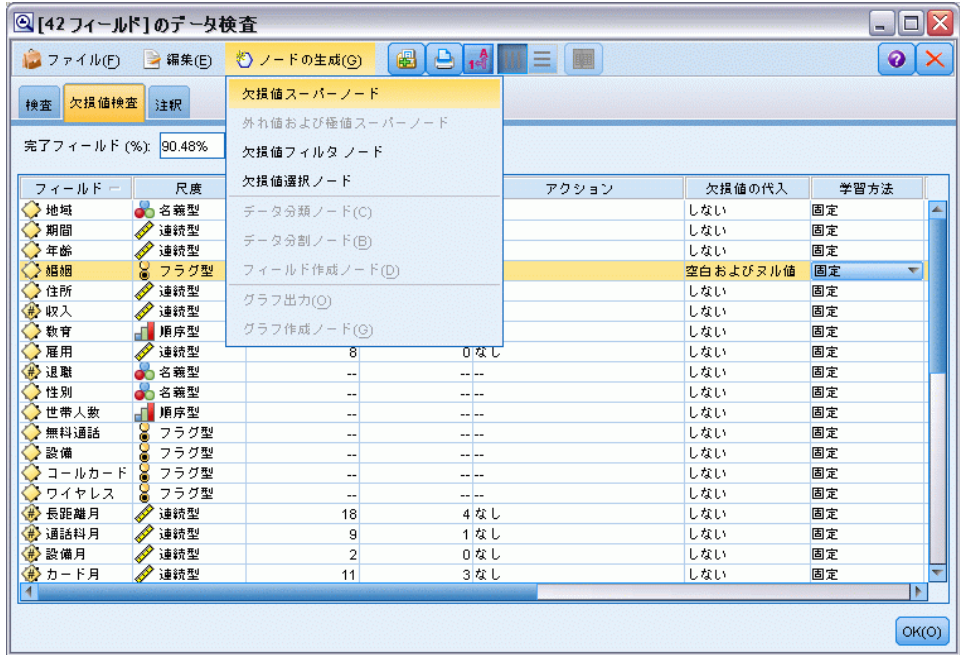 [42 フィールド] のデータ検査
ファイル(F) 編集(E) ノードの生成(G)
検査 欠損値検査 注釈
欠損値スーパーノード
外れ値および極値スーパーノード
欠損値フィルタ ノード
欠損値選択ノード
データ分類ノード(C)
データ分割ノード(B)
フィールド作成ノード(D)
グラフ出力(O)
グラフ作成ノード(G)
完了フィールド (%): 90.48%
フィールド 尺度 アクション 欠損値の代入 学習方法
地域 名義型 しない 固定
期間 連続型 しない 固定
年齢 連続型 しない 固定
婚姻 フラグ型 空白およびヌル値 固定
住所 連続型 しない 固定
収入 連続型 しない 固定
教育 順序型 しない 固定
雇用 連続型 8 0 なし しない 固定
退職 名義型 -- -- -- しない 固定
性別 名義型 -- -- -- しない 固定
世帯人数 順序型 -- -- -- しない 固定
無料通話 フラグ型 -- -- -- しない 固定
設備 フラグ型 -- -- -- しない 固定
コールカード フラグ型 -- -- -- しない 固定
ワイヤレス フラグ型 -- -- -- しない 固定
長距離月 連続型 18 4 なし しない 固定
通話料月 連続型 9 1 なし しない 固定
設備月 連続型 2 0 なし しない 固定
カード月 連続型 11 3 なし しない 固定
OK(O)